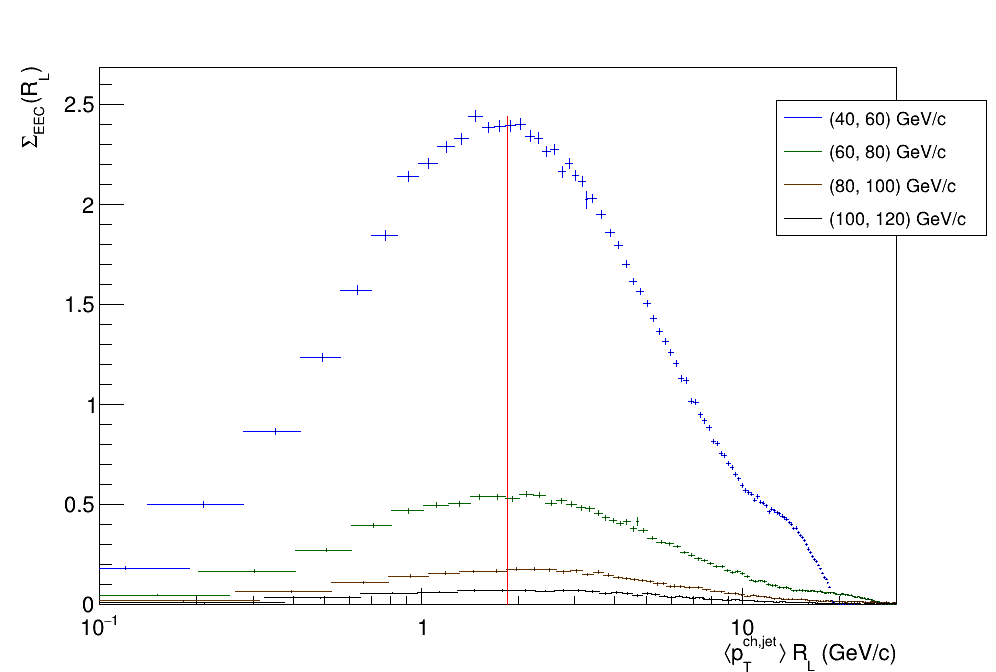 Σ_EEC(R_L)
2.5
2
1.5
1
0.5
0
10⁻¹
1
10
⟨p_T^ch,jet⟩ R_L (GeV/c)
(40, 60) GeV/c
(60, 80) GeV/c
(80, 100) GeV/c
(100, 120) GeV/c